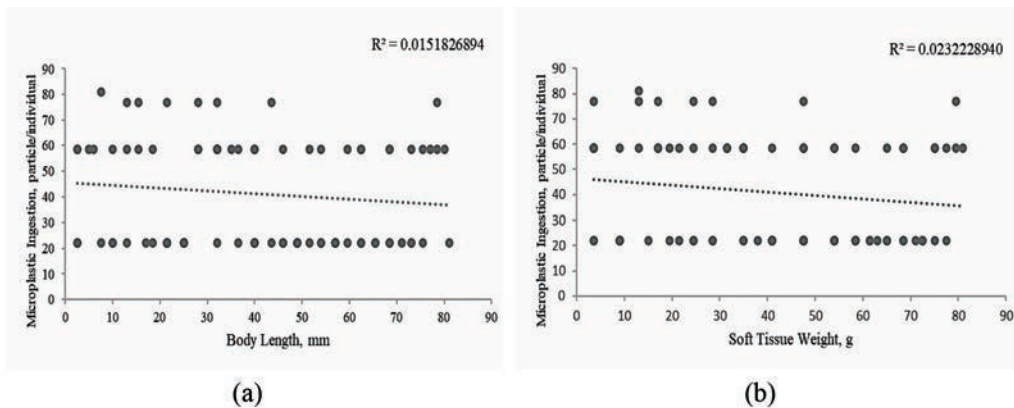 R² = 0.0151826894
Microplastic Ingestion, particle/individual
90
80
70
60
50
40
30
20
10
0
0 10 20 30 40 50 60 70 80 90
Body Length, mm
(a)
R² = 0.0232228940
Microplastic Ingestion, particle/individual
90
80
70
60
50
40
30
20
10
0
0 10 20 30 40 50 60 70 80 90
Soft Tissue Weight, g
(b)